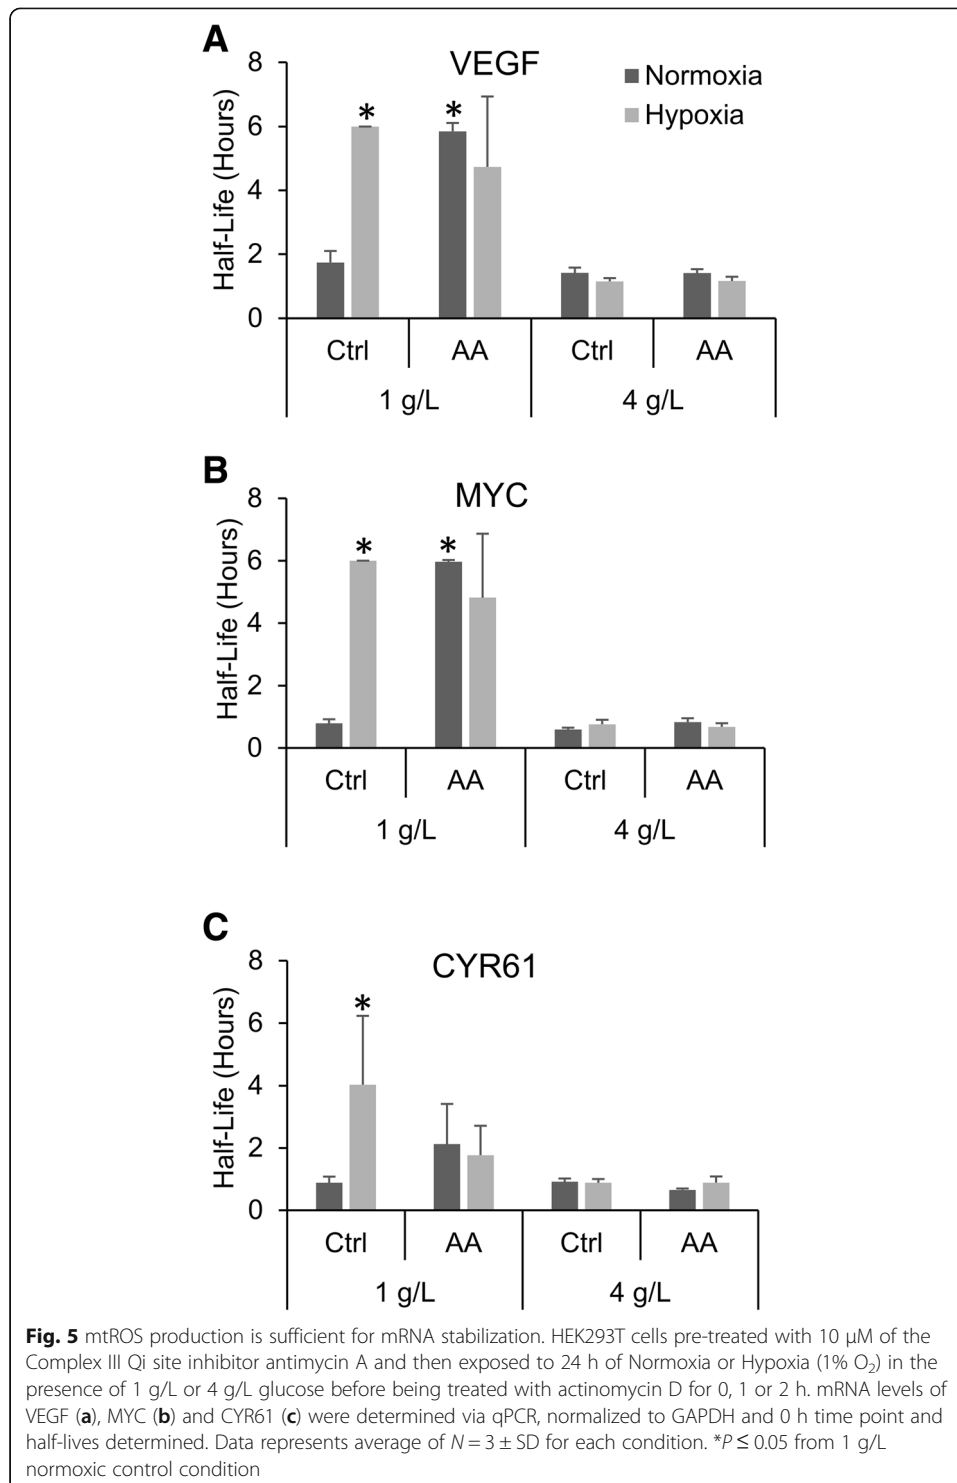 A
VEGF
Normoxia
Hypoxia
Half-Life (Hours)
8
6
4
2
0
*
*
Ctrl
AA
Ctrl
AA
1 g/L
4 g/L
B
MYC
Half-Life (Hours)
8
6
4
2
0
*
*
Ctrl
AA
Ctrl
AA
1 g/L
4 g/L
C
CYR61
Half-Life (Hours)
8
6
4
2
0
*
Ctrl
AA
Ctrl
AA
1 g/L
4 g/L
Fig. 5 mtROS production is sufficient for mRNA stabilization. HEK293T cells pre-treated with 10 μM of the
Complex III Qi site inhibitor antimycin A and then exposed to 24 h of Normoxia or Hypoxia (1% O₂) in the
presence of 1 g/L or 4 g/L glucose before being treated with actinomycin D for 0, 1 or 2 h. mRNA levels of
VEGF (a), MYC (b) and CYR61 (c) were determined via qPCR, normalized to GAPDH and 0 h time point and
half-lives determined. Data represents average of N = 3 ± SD for each condition. *P ≤ 0.05 from 1 g/L
normoxic control condition